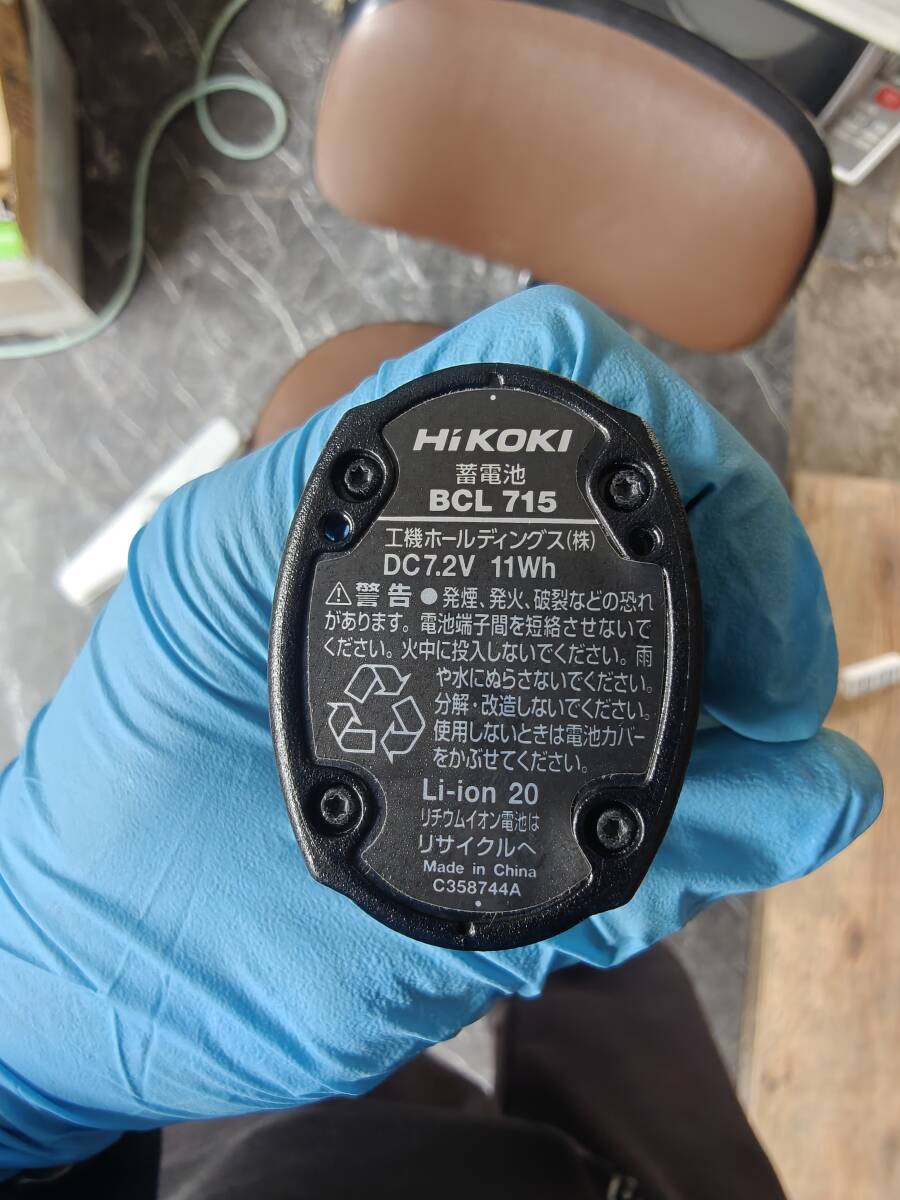 HiKOKI
蓄電池
BCL 715
工機ホールディングス(株)
DC7.2V 11Wh
⚠警告 ●発煙、発火、破裂などの恐れ
があります。電池端子間を短絡させないで
ください。火中に投入しないでください。雨
や水にぬらさないでください。
分解・改造しないでください。
使用しないときは電池カバー
をかぶせてください。
Li-ion 20
リチウムイオン電池は
リサイクルへ
Made in China
C358744A